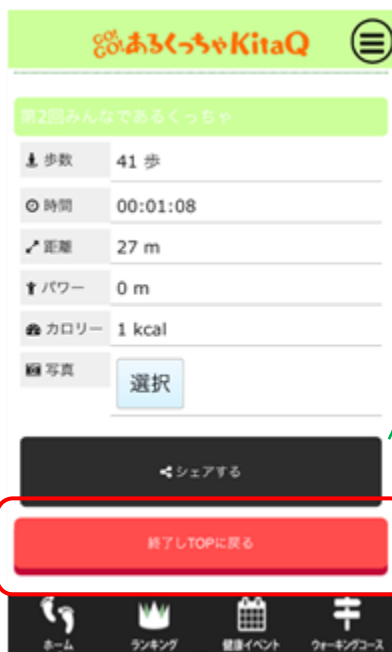 GO! GO! あるくっちゃKitaQ
第2回みんなであるくっちゃ
歩数 41 歩
時間 00:01:08
距離 27 m
パワー 0 m
カロリー 1 kcal
写真 選択
シェアする
終了しTOPに戻る
ホーム ランキング 健康イベント ウォーキングコース